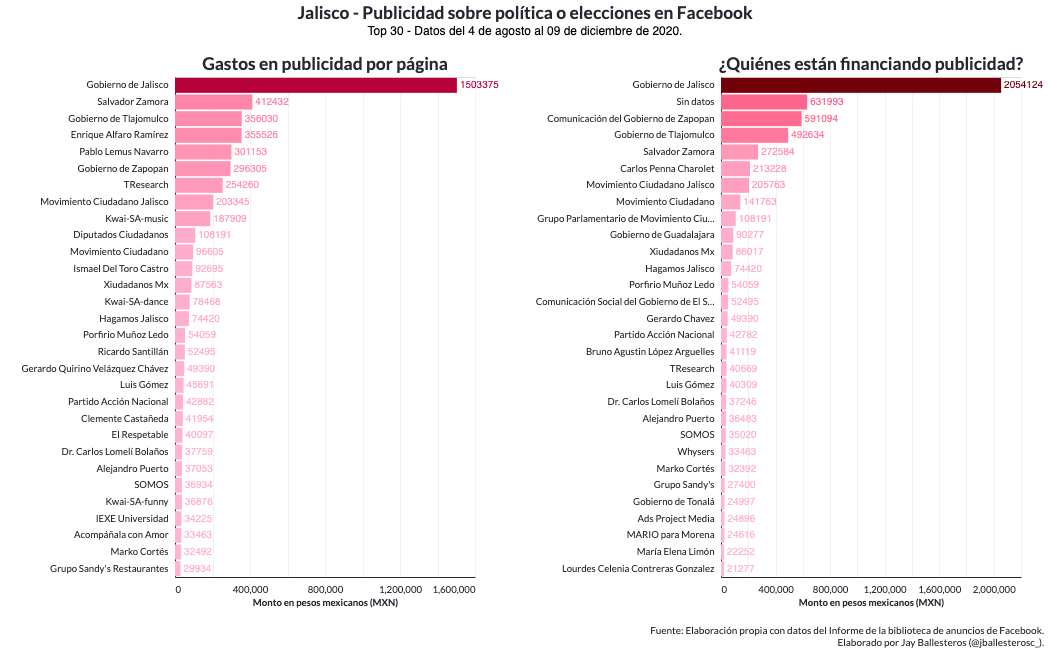 Jalisco - Publicidad sobre política o elecciones en Facebook
Top 30 - Datos del 4 de agosto al 09 de diciembre de 2020.
Gastos en publicidad por página
Gobierno de Jalisco 1503375
Salvador Zamora 412432
Gobierno de Tlajomulco 356030
Enrique Alfaro Ramírez 355526
Pablo Lemus Navarro 301153
Gobierno de Zapopan 296305
TResearch 254260
Movimiento Ciudadano Jalisco 203345
Kwai-SA-music 187909
Diputados Ciudadanos 108191
Movimiento Ciudadano 96605
Ismael Del Toro Castro 92695
Xiudadanos Mx 87563
Kwai-SA-dance 78468
Hagamos Jalisco 74420
Porfirio Muñoz Ledo 54059
Ricardo Santillán 52495
Gerardo Quirino Velázquez Chávez 49390
Luis Gómez 45691
Partido Acción Nacional 42882
Clemente Castañeda 41954
El Respetable 40097
Dr. Carlos Lomelí Bolaños 37759
Alejandro Puerto 37053
SOMOS 36934
Kwai-SA-funny 36876
IEXE Universidad 34225
Acompáñala con Amor 33463
Marko Cortés 32492
Grupo Sandy's Restaurantes 29934
0 400,000 800,000 1,200,000 1,600,000
Monto en pesos mexicanos (MXN)
¿Quiénes están financiando publicidad?
Gobierno de Jalisco 2054124
Sin datos 631993
Comunicación del Gobierno de Zapopan 591094
Gobierno de Tlajomulco 492634
Salvador Zamora 272584
Carlos Penna Charolet 213228
Movimiento Ciudadano Jalisco 205763
Movimiento Ciudadano 141763
Grupo Parlamentario de Movimiento Ciu... 108191
Gobierno de Guadalajara 90277
Xiudadanos Mx 86017
Hagamos Jalisco 74420
Porfirio Muñoz Ledo 54059
Comunicación Social del Gobierno de El S... 52495
Gerardo Chavez 49390
Partido Acción Nacional 42782
Bruno Agustin López Arguelles 41119
TResearch 40669
Luis Gómez 40309
Dr. Carlos Lomelí Bolaños 37246
Alejandro Puerto 36483
SOMOS 35020
Whysers 33463
Marko Cortés 32392
Grupo Sandy's 27400
Gobierno de Tonalá 24997
Ads Project Media 24896
MARIO para Morena 24616
María Elena Limón 22252
Lourdes Celenia Contreras Gonzalez 21277
0 400,000 800,000 1,200,000 1,600,000 2,000,000
Monto en pesos mexicanos (MXN)
Fuente: Elaboración propia con datos del Informe de la biblioteca de anuncios de Facebook.
Elaborado por Jay Ballesteros (@jballesterosc_).